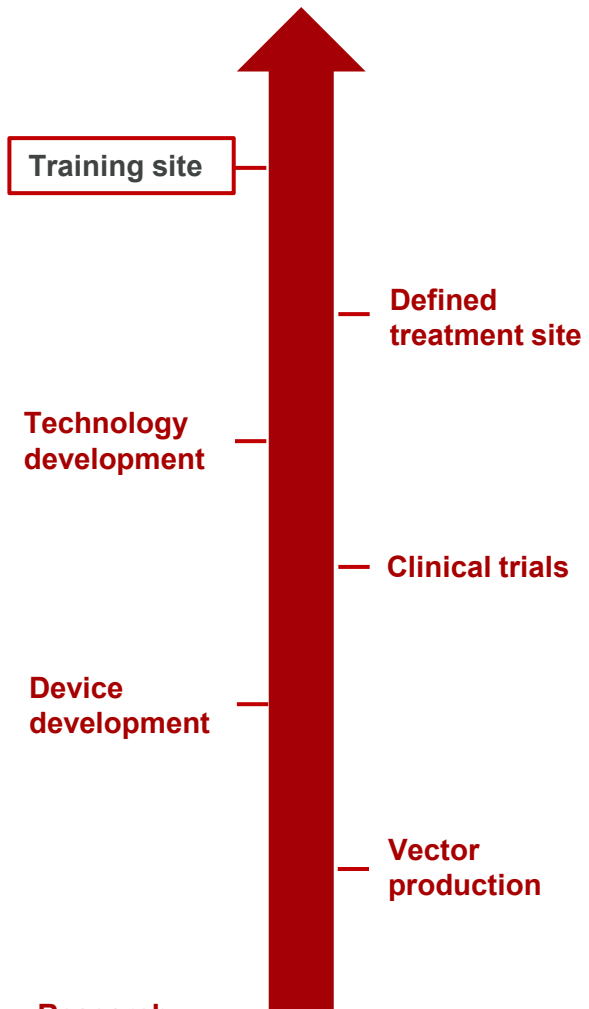 Training site
Defined
treatment site
Technology
development
Clinical trials
Device
development
Vector
production